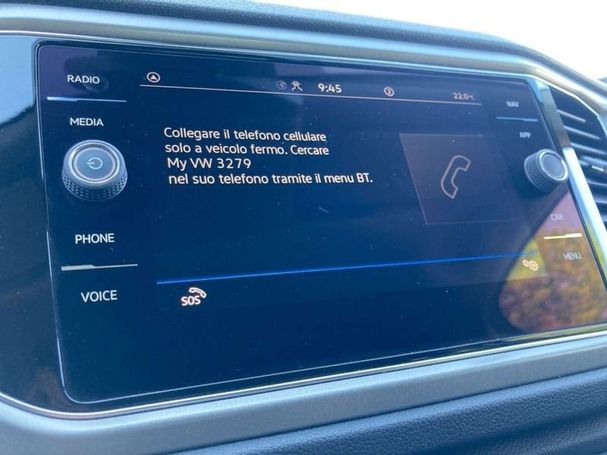 RADIO
MEDIA
PHONE
VOICE
9:45
2
22.0°C
Collegare il telefono cellulare
solo a veicolo fermo. Cercare
My VW 3279
nel suo telefono tramite il menu BT.
SOS
NAV
APP
CAR
MENU